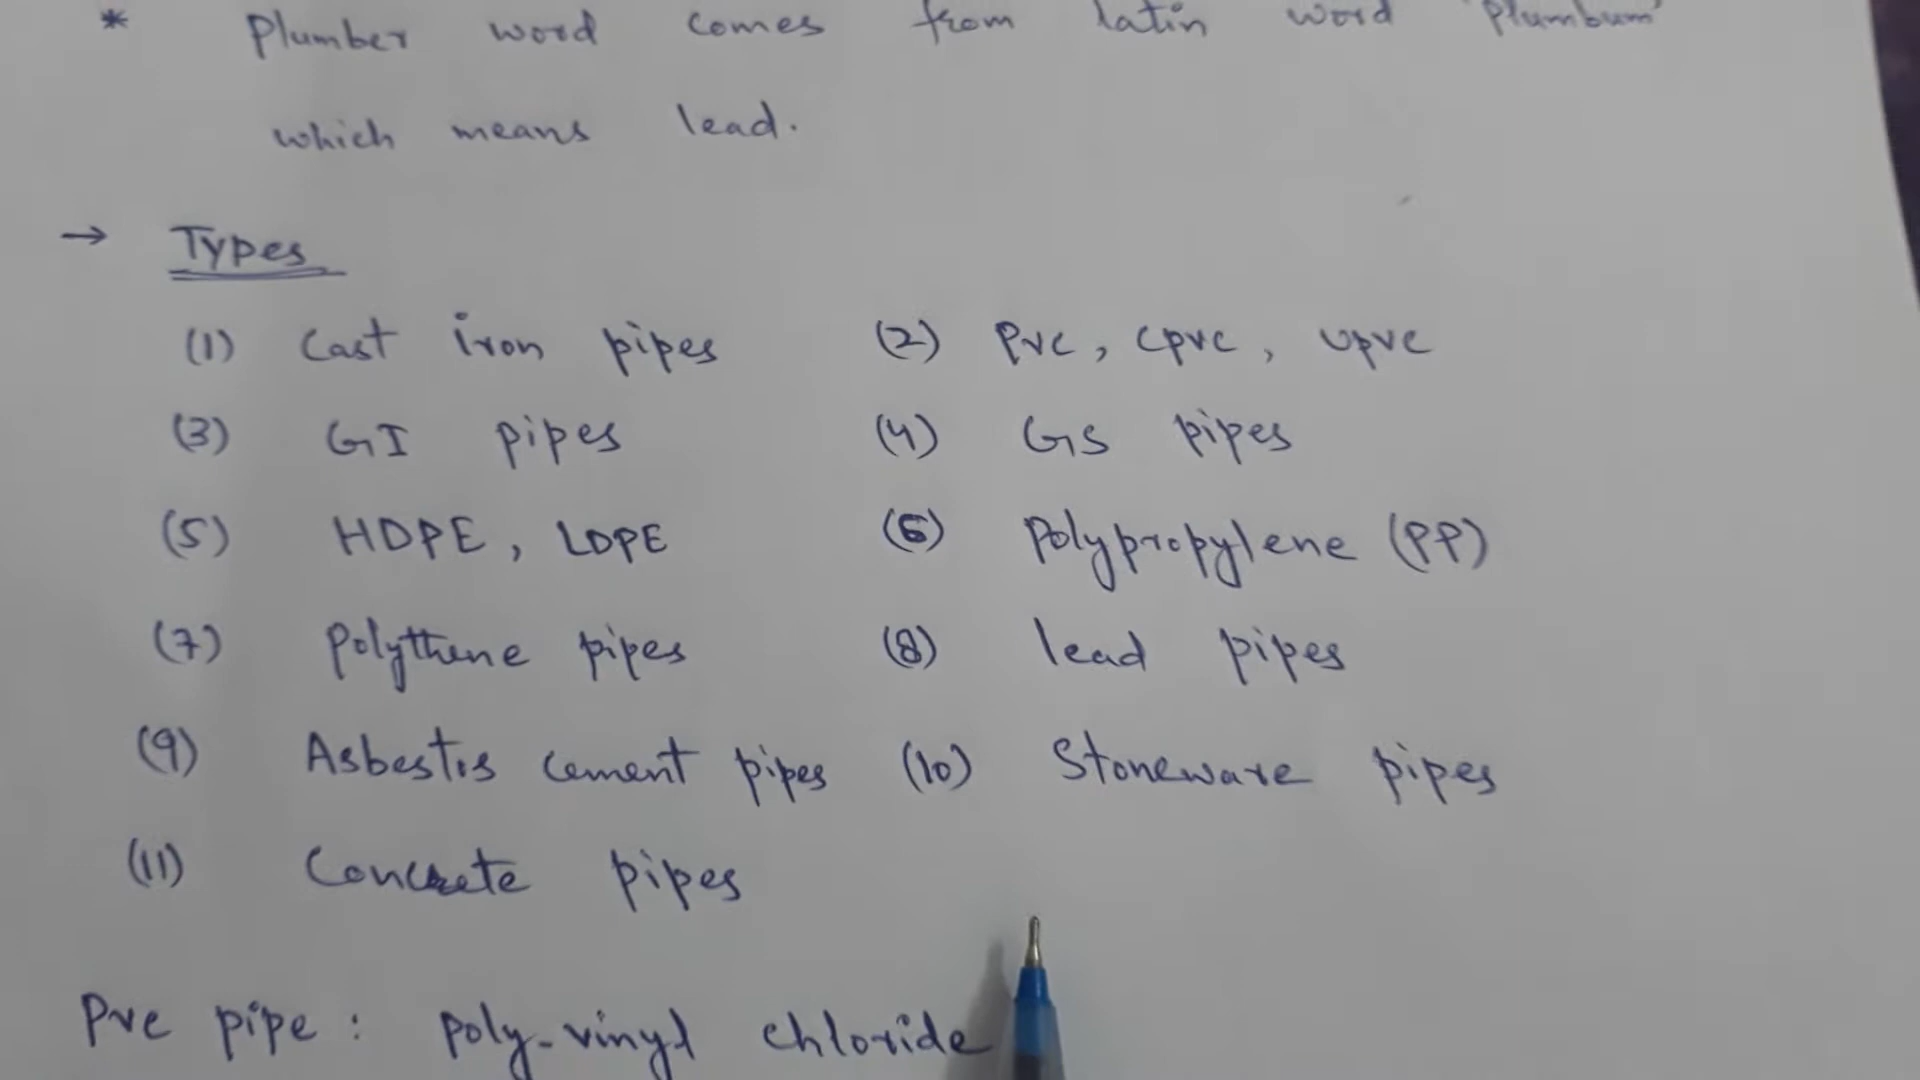 * Plumber word comes from latin word 'Plumbum'
which means lead.
→ Types
(1) Cast iron pipes (2) PVC, CPVC, UPVC
(3) GI pipes (4) GS pipes
(5) HDPE, LDPE (6) Polypropylene (PP)
(7) Polythene pipes (8) lead pipes
(9) Asbestos cement pipes (10) Stoneware pipes
(11) Concrete pipes
PVC pipe : poly-vinyl chloride